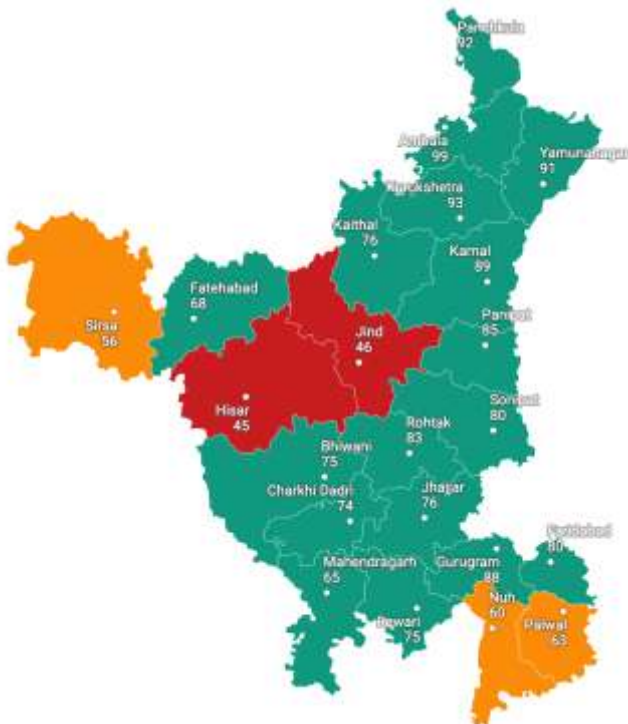 Panchkula
92
Ambala
99
Yamunanagar
91
Kurukshetra
93
Kaithal
76
Karnal
89
Fatehabad
68
Sirsa
56
Jind
46
Panipat
85
Hisar
45
Sonipat
80
Rohtak
83
Bhiwani
75
Charkhi Dadri
74
Jhajjar
76
Faridabad
80
Mahendragarh
65
Gurugram
88
Nuh
60
Rewari
75
Palwal
63